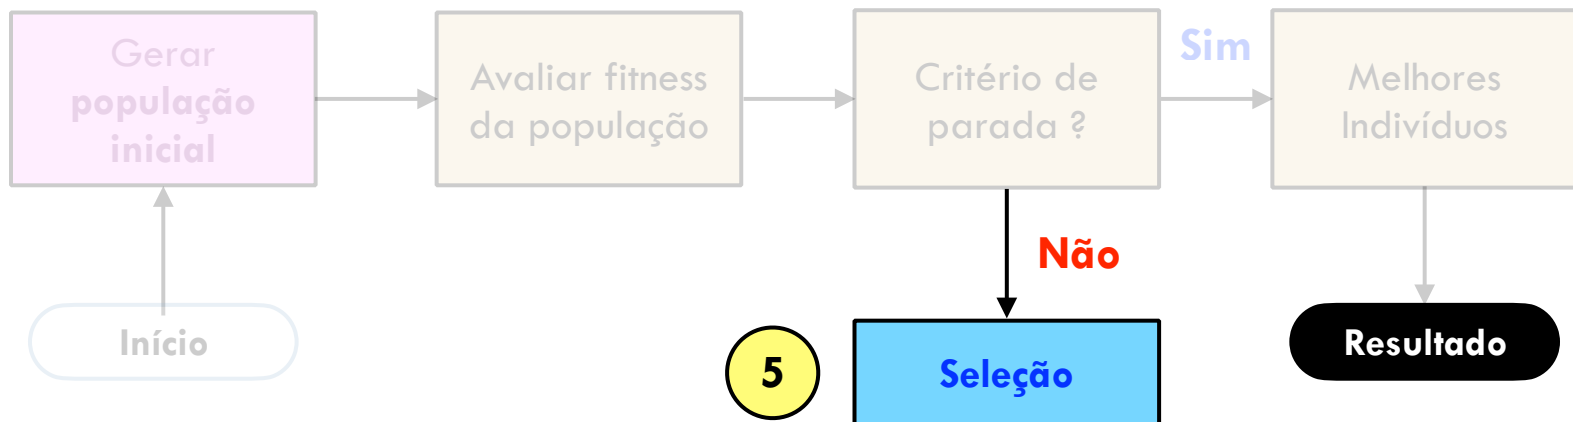 Gerar
população
inicial
Avaliar fitness
da população
Critério de
parada ?
Sim
Melhores
Indivíduos
Não
Início
5
Seleção
Resultado